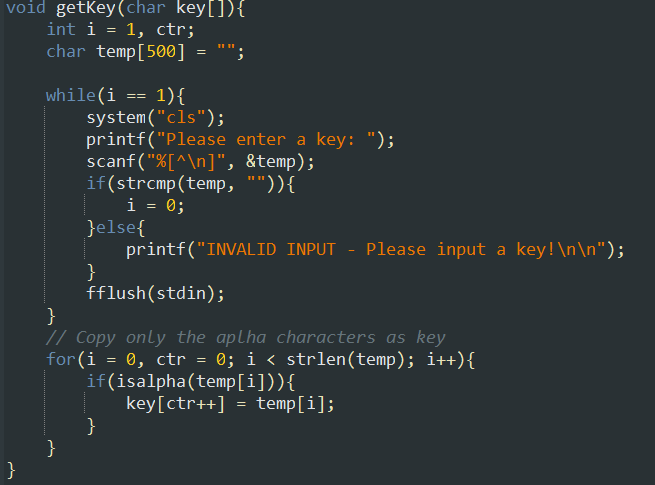 void getKey(char key[]){
    int i = 1, ctr;
    char temp[500] = "";

    while(i == 1){
        system("cls");
        printf("Please enter a key: ");
        scanf("%[^\n]", &temp);
        if(strcmp(temp, "")){
            i = 0;
        }else{
            printf("INVALID INPUT - Please input a key!\n\n");
        }
        fflush(stdin);
    }
    // Copy only the aplha characters as key
    for(i = 0, ctr = 0; i < strlen(temp); i++){
        if(isalpha(temp[i])){
            key[ctr++] = temp[i];
        }
    }
}